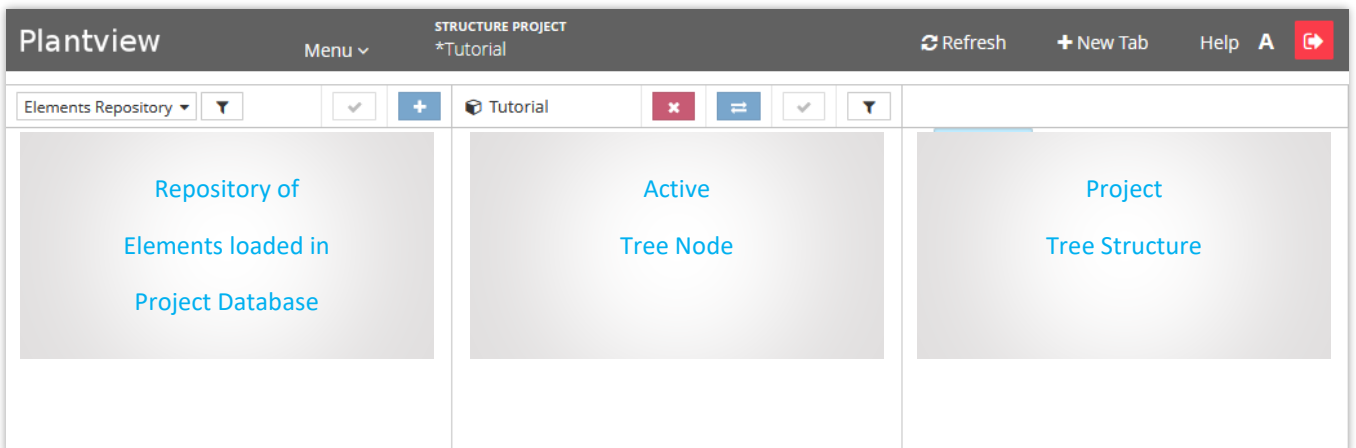 Plantview
Menu
STRUCTURE PROJECT
*Tutorial
Refresh
New Tab
Help
A
Elements Repository
Tutorial
Repository of
Elements loaded in
Project Database
Active
Tree Node
Project
Tree Structure